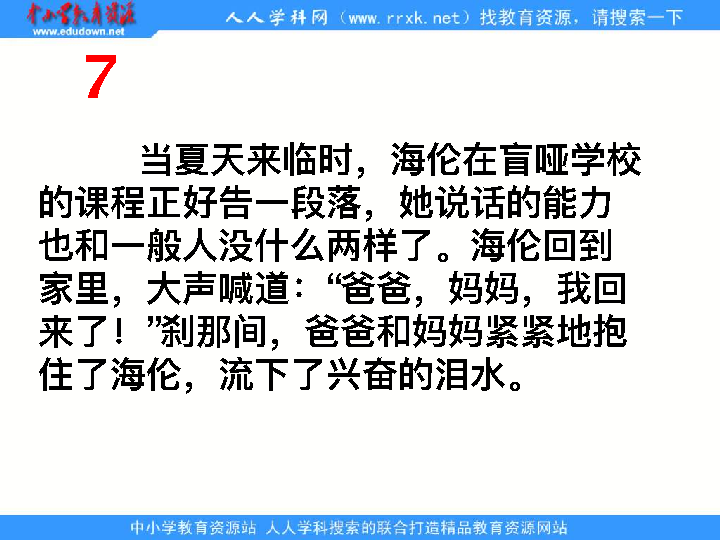 中小学教育资源
www.edudown.net
人人学科网（www.rrxk.net）找教育资源，请搜索一下
7
当夏天来临时，海伦在盲哑学校
的课程正好告一段落，她说话的能力
也和一般人没什么两样了。海伦回到
家里，大声喊道：“爸爸，妈妈，我回
来了！”刹那间，爸爸和妈妈紧紧地抱
住了海伦，流下了兴奋的泪水。
中小学教育资源站 人人学科搜索的联合打造精品教育资源网站